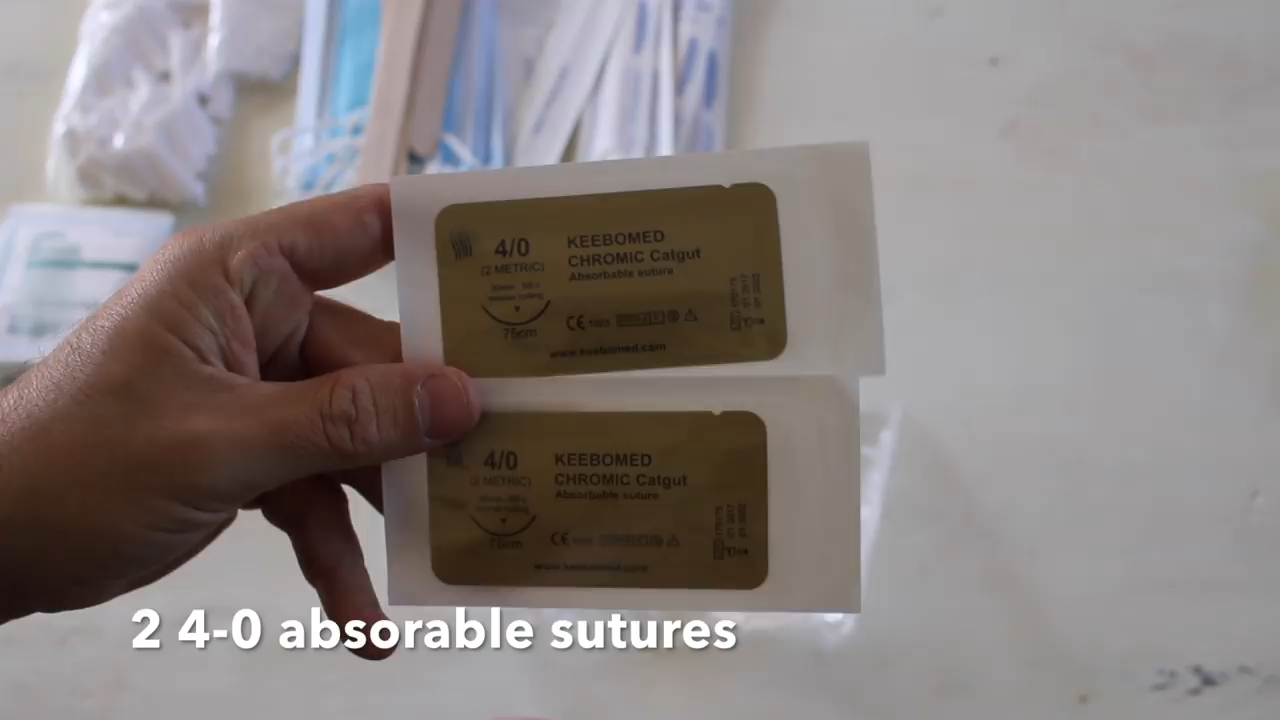 4/0
(2 METRIC)
75cm
KEEBOMED
CHROMIC Catgut
Absorbable suture
CE
www.keebomed.com
4/0
(2 METRIC)
75cm
KEEBOMED
CHROMIC Catgut
Absorbable suture
CE
www.keebomed.com
2 4-0 absorable sutures